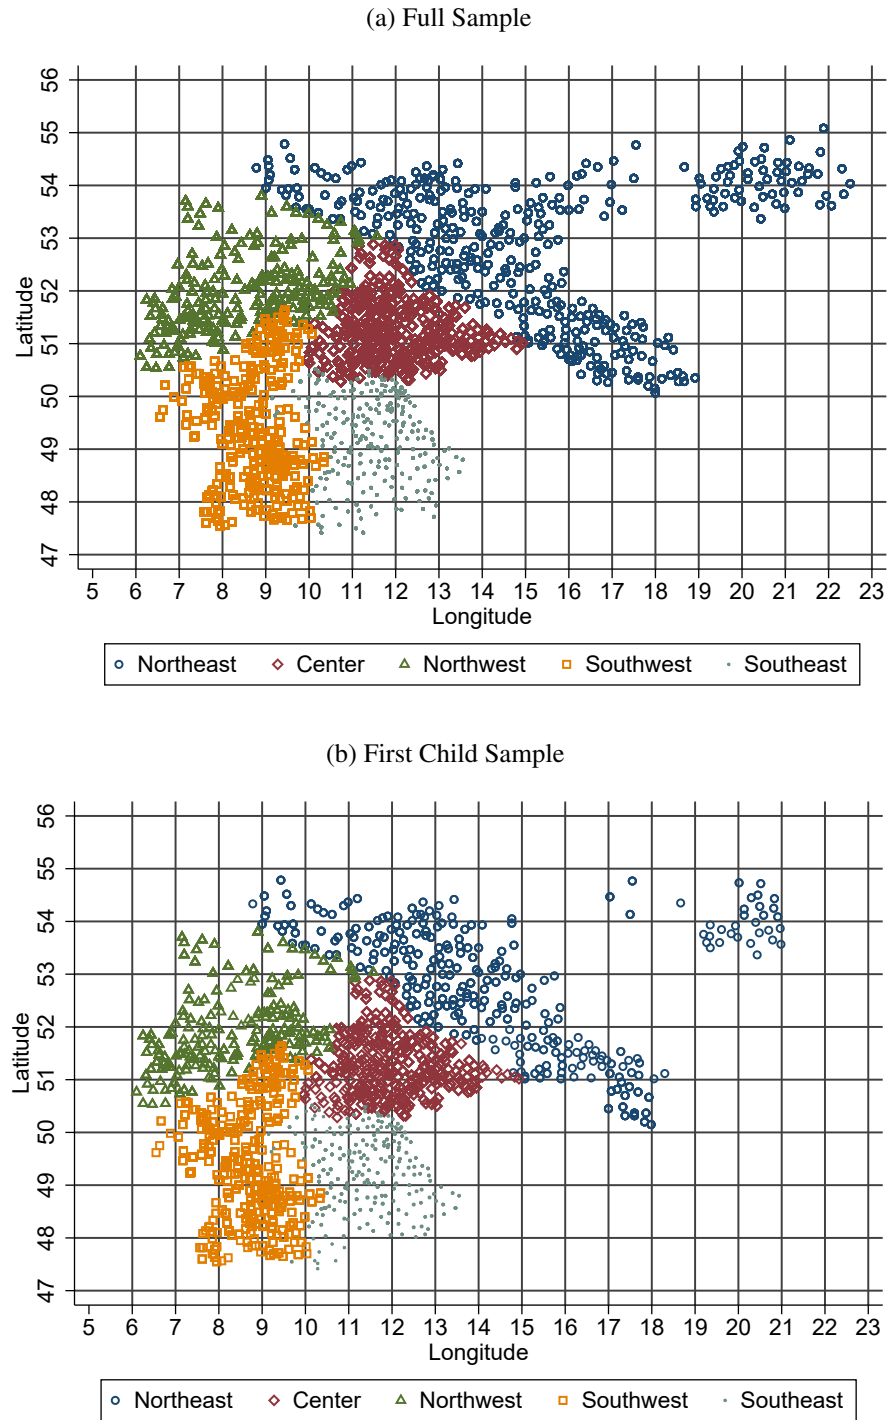 (a) Full Sample
56
55
54
53
52
51
50
49
48
47
Latitude
5 6 7 8 9 10 11 12 13 14 15 16 17 18 19 20 21 22 23
Longitude
Northeast Center Northwest Southwest Southeast
(b) First Child Sample
56
55
54
53
52
51
50
49
48
47
Latitude
5 6 7 8 9 10 11 12 13 14 15 16 17 18 19 20 21 22 23
Longitude
Northeast Center Northwest Southwest Southeast